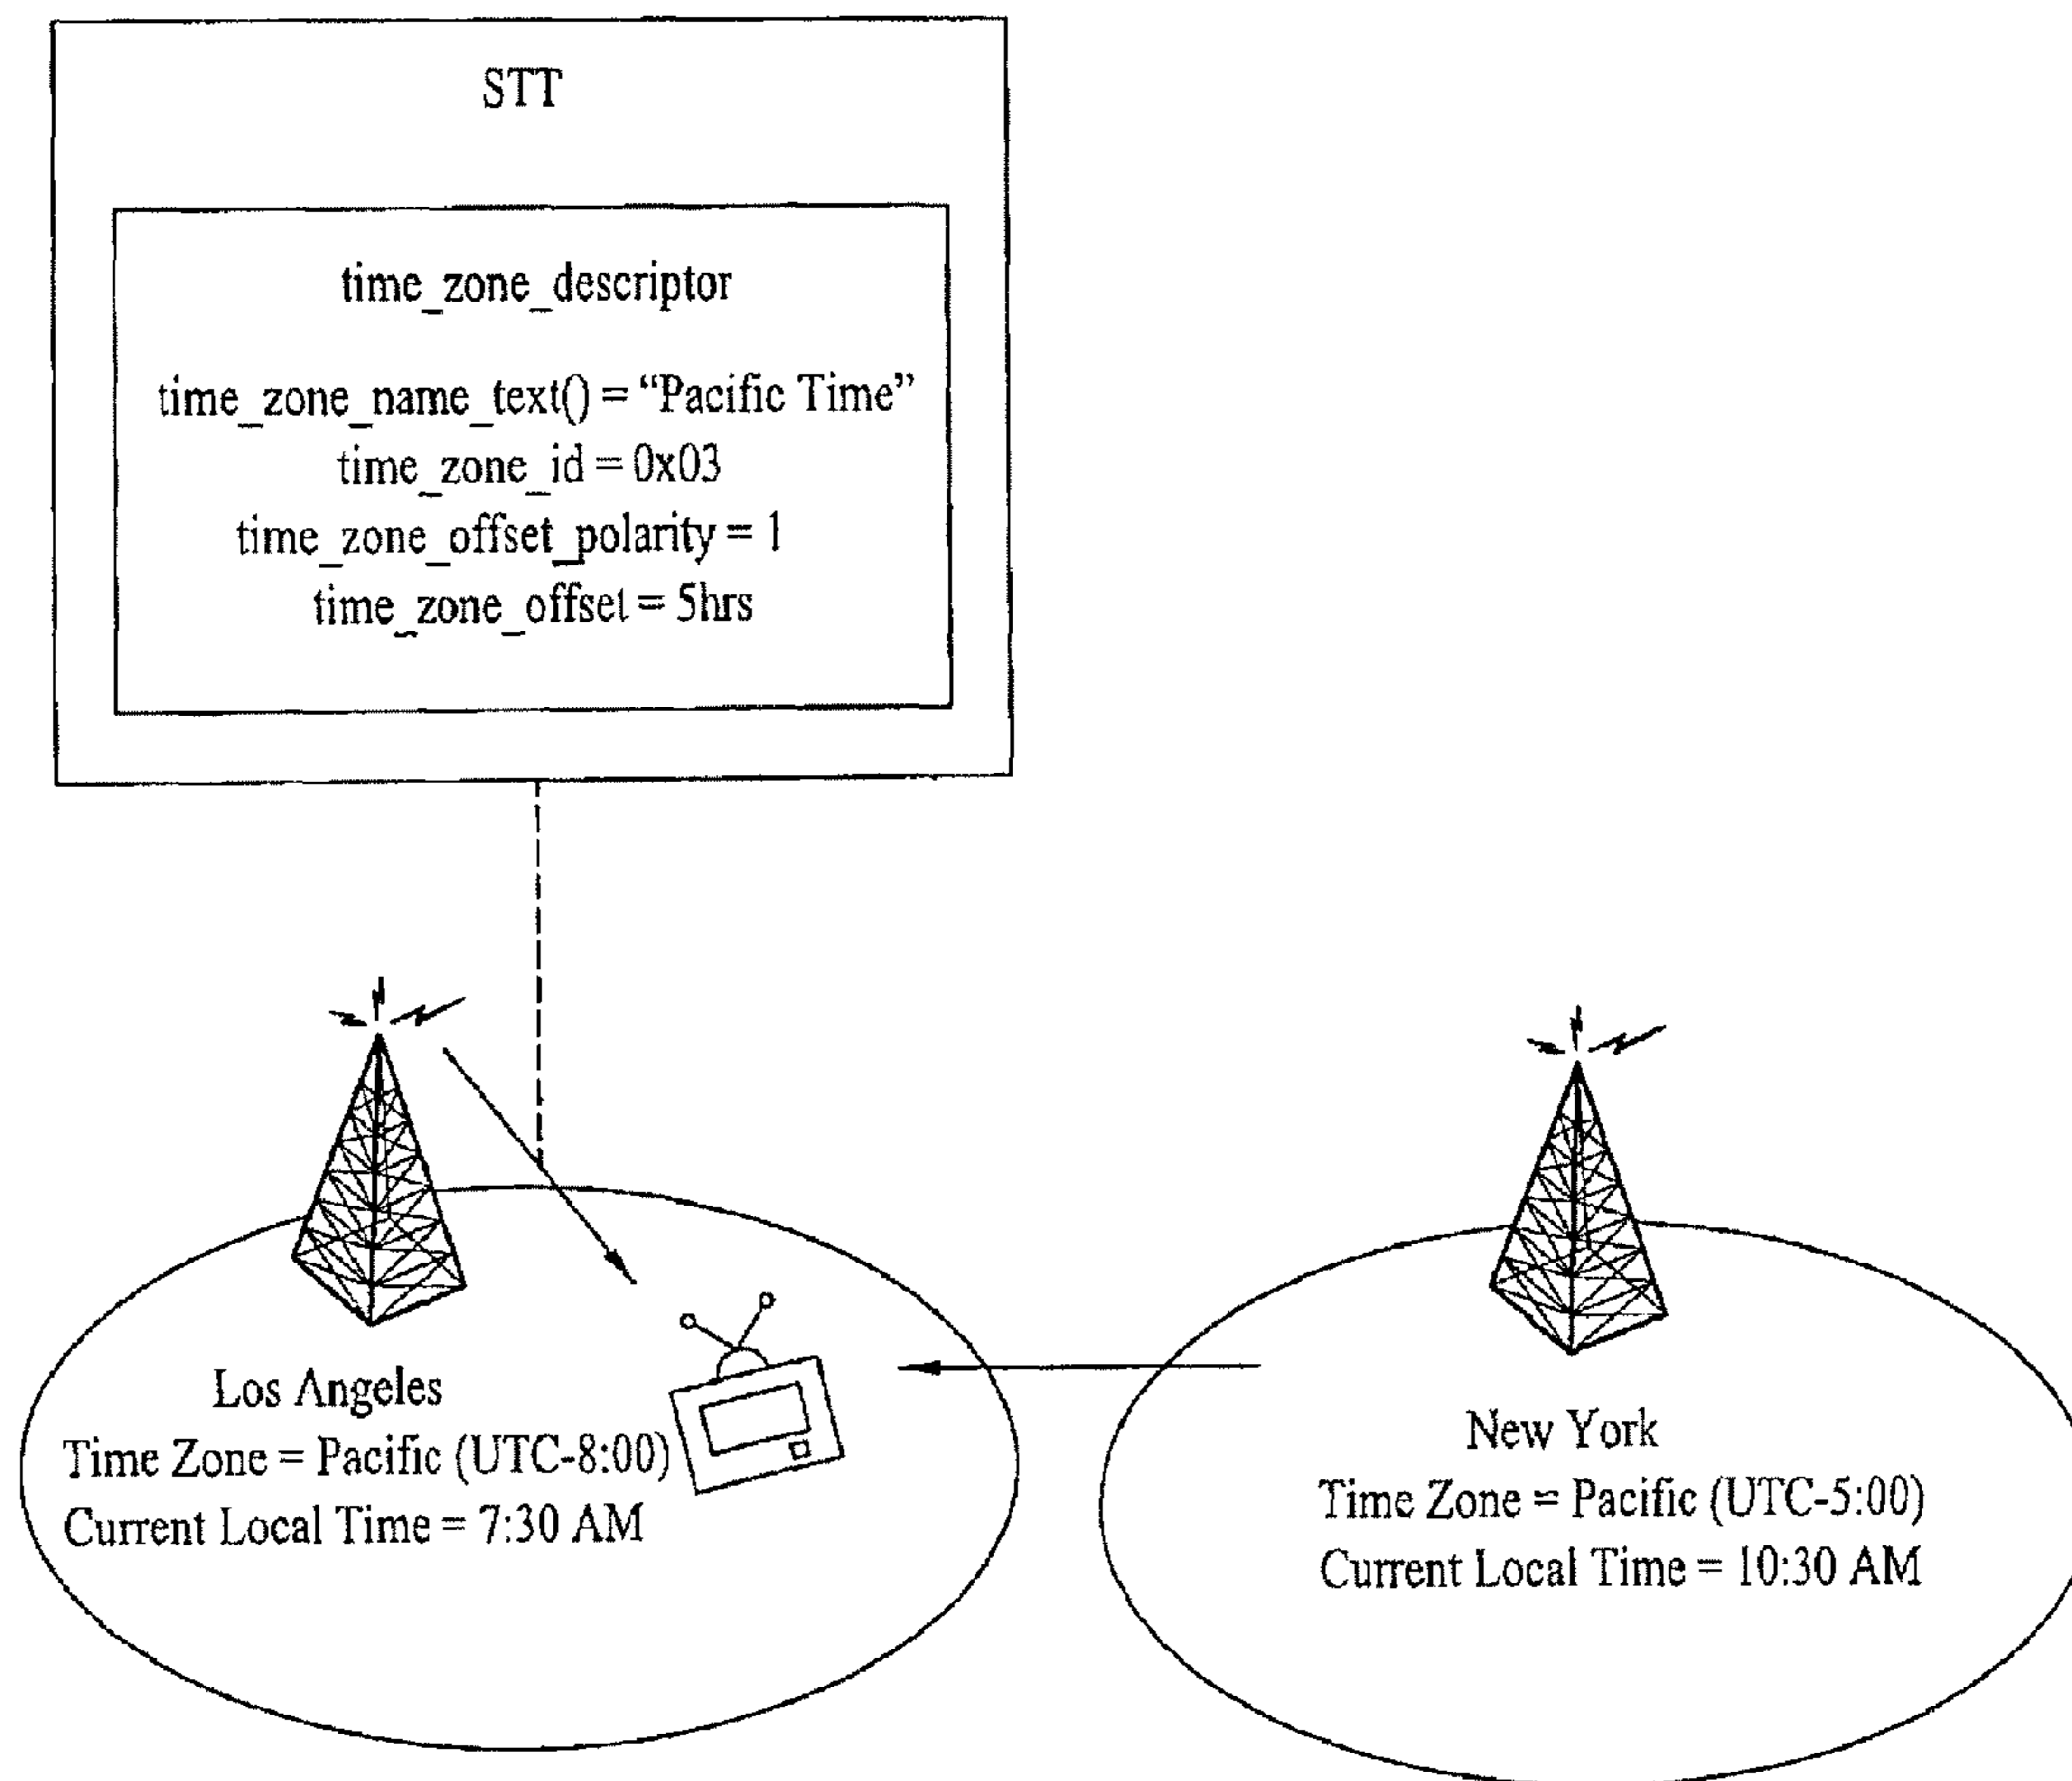 STT
time_zone_descriptor
time_zone_name_text() = “Pacific Time”
time_zone_id = 0x03
time_zone_offset_polarity = 1
time_zone_offset = 5hrs
Los Angeles
Time Zone = Pacific (UTC-8:00)
Current Local Time = 7:30 AM
New York
Time Zone = Pacific (UTC-5:00)
Current Local Time = 10:30 AM